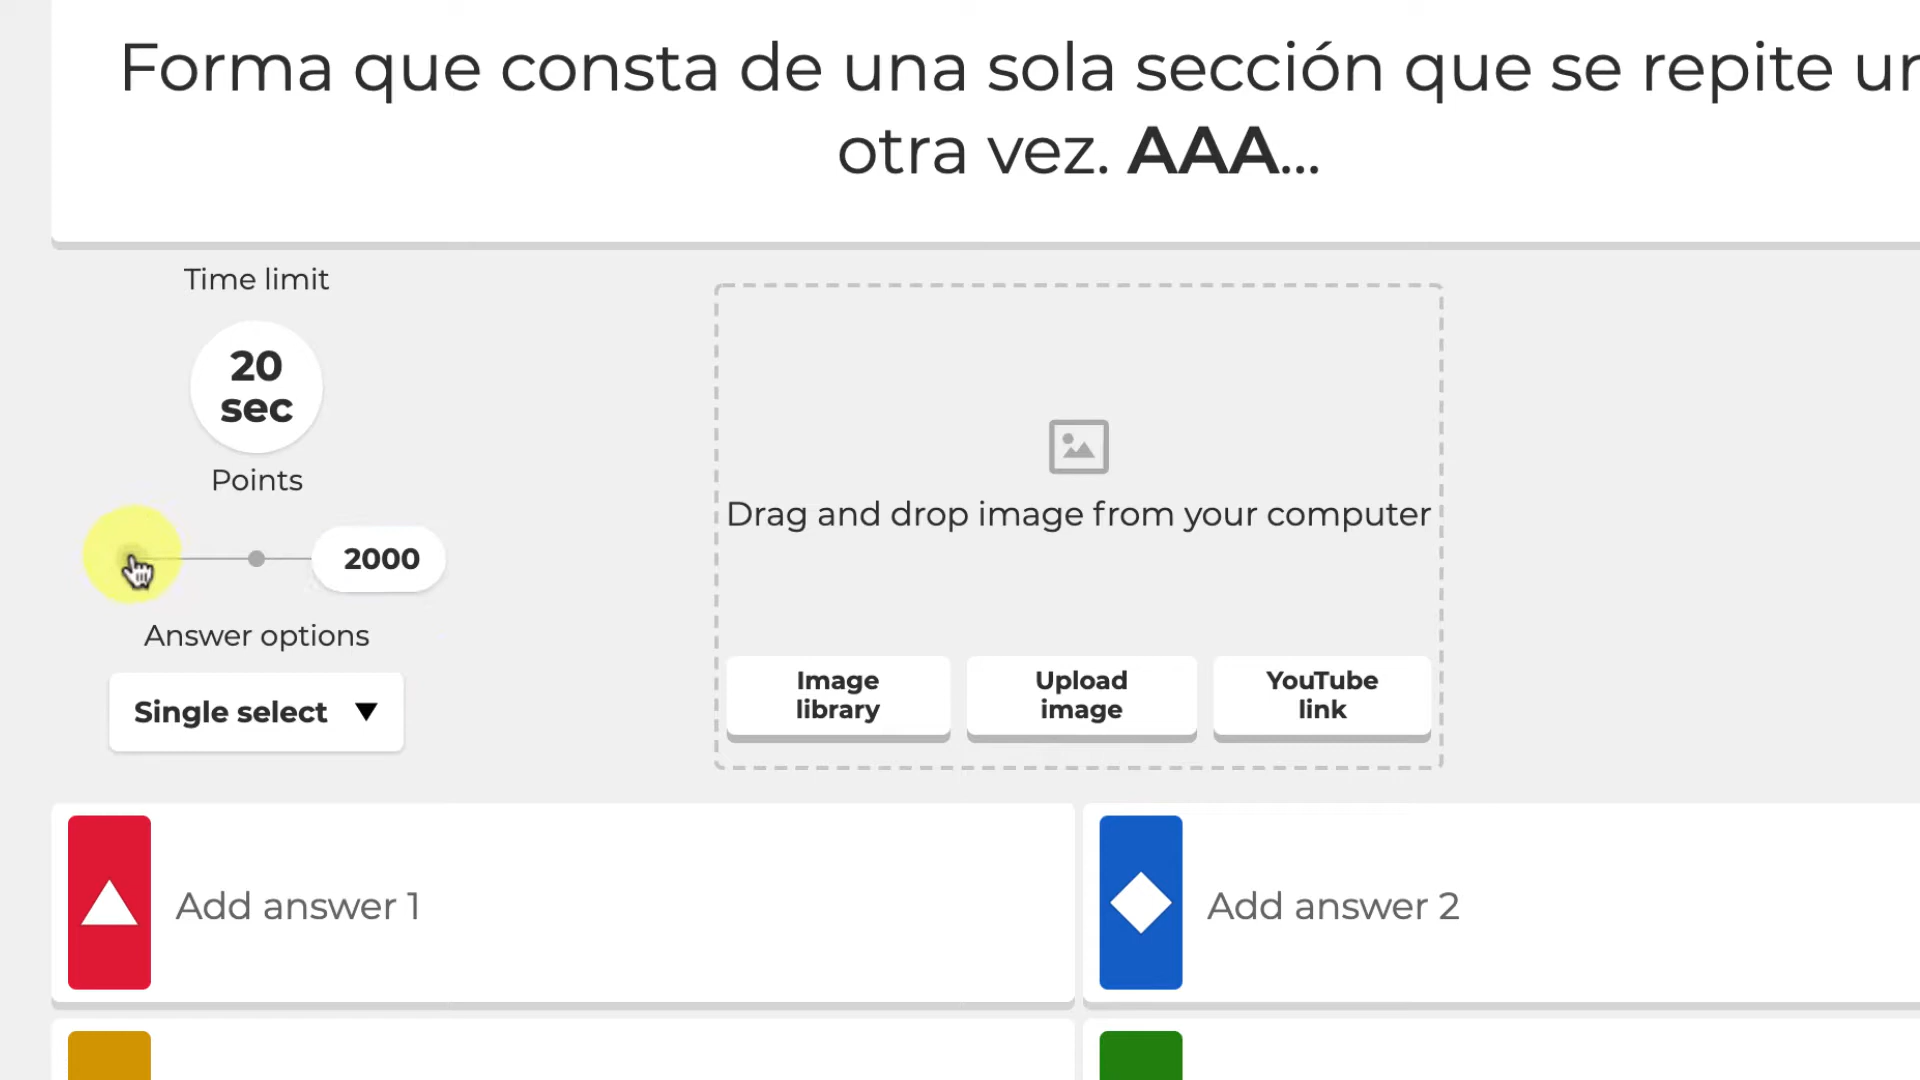 Forma que consta de una sola sección que se repite
otra vez. AAA...
Time limit
20
sec
Points
2000
Answer options
Single select
Drag and drop image from your computer
Image
library
Upload
image
YouTube
link
Add answer 1
Add answer 2